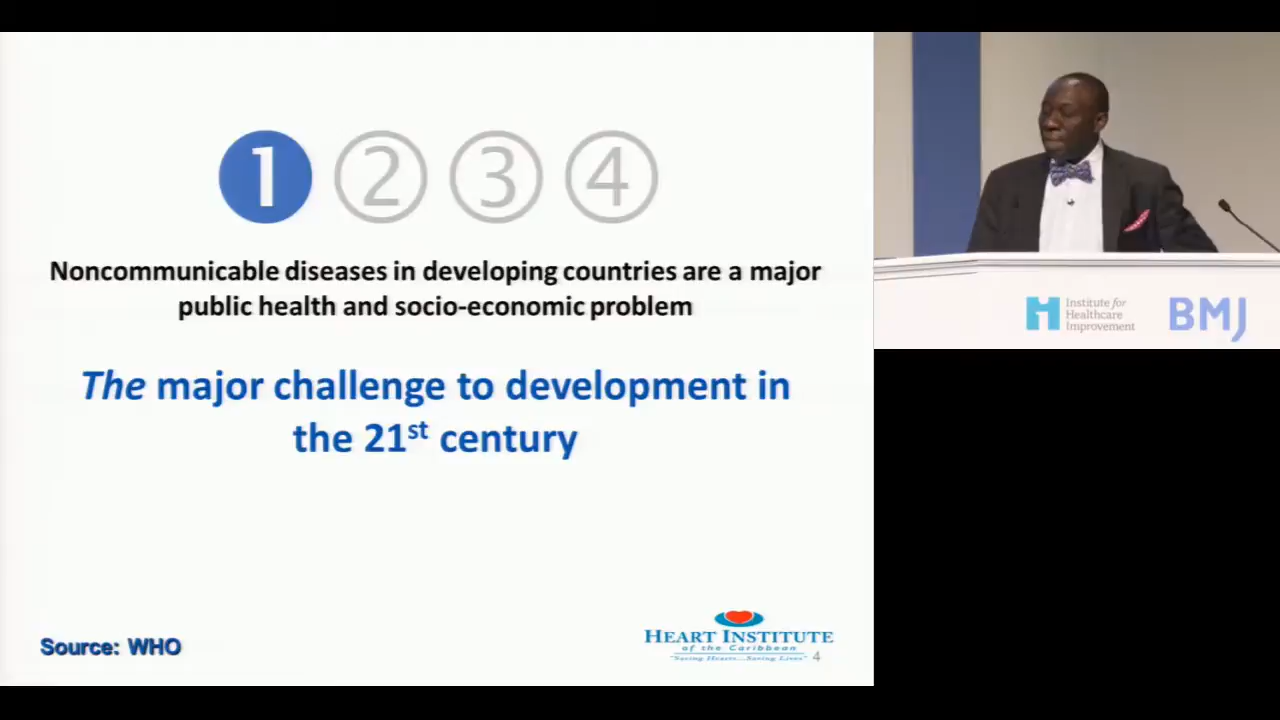 1 2 3 4
Noncommunicable diseases in developing countries are a major
public health and socio-economic problem
The major challenge to development in
the 21st century
Source: WHO
HEART INSTITUTE
of the Caribbean
"Saving Hearts...Saving Lives"
4
Institute for
Healthcare
Improvement
BMJ